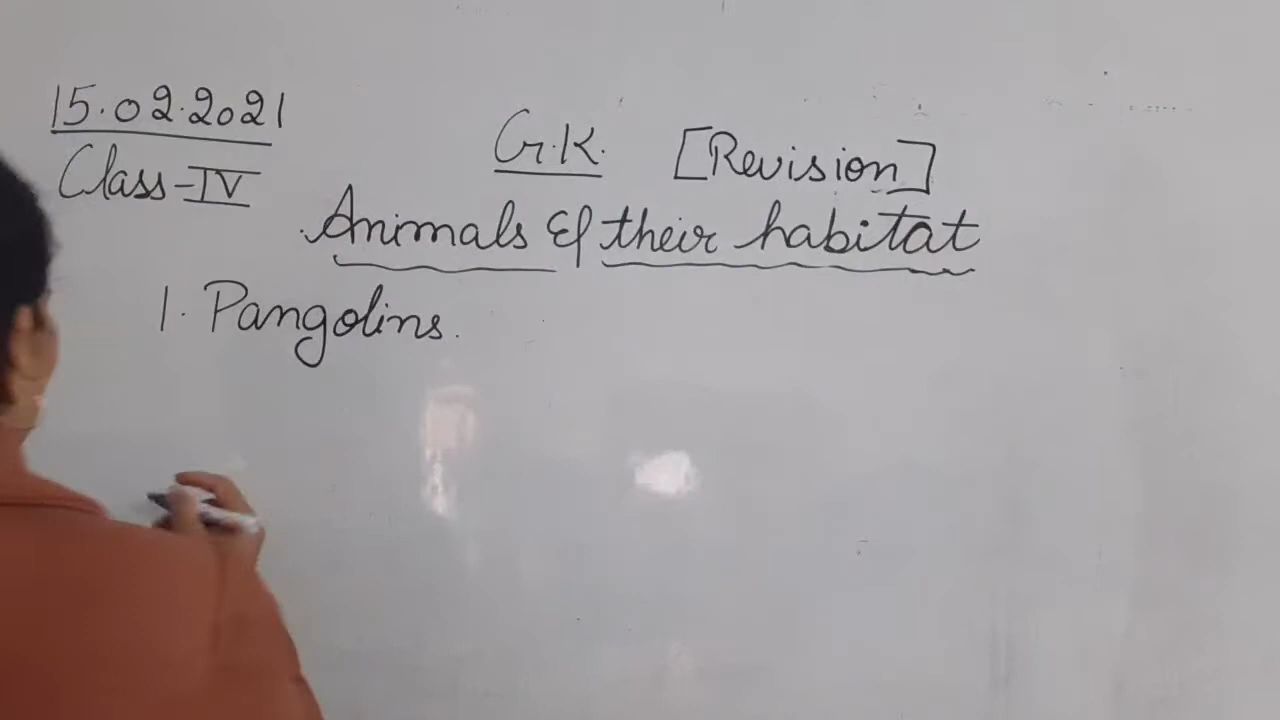 15.02.2021
Class-IV
G.K. [Revision]
Animals & their habitat
1. Pangolins.